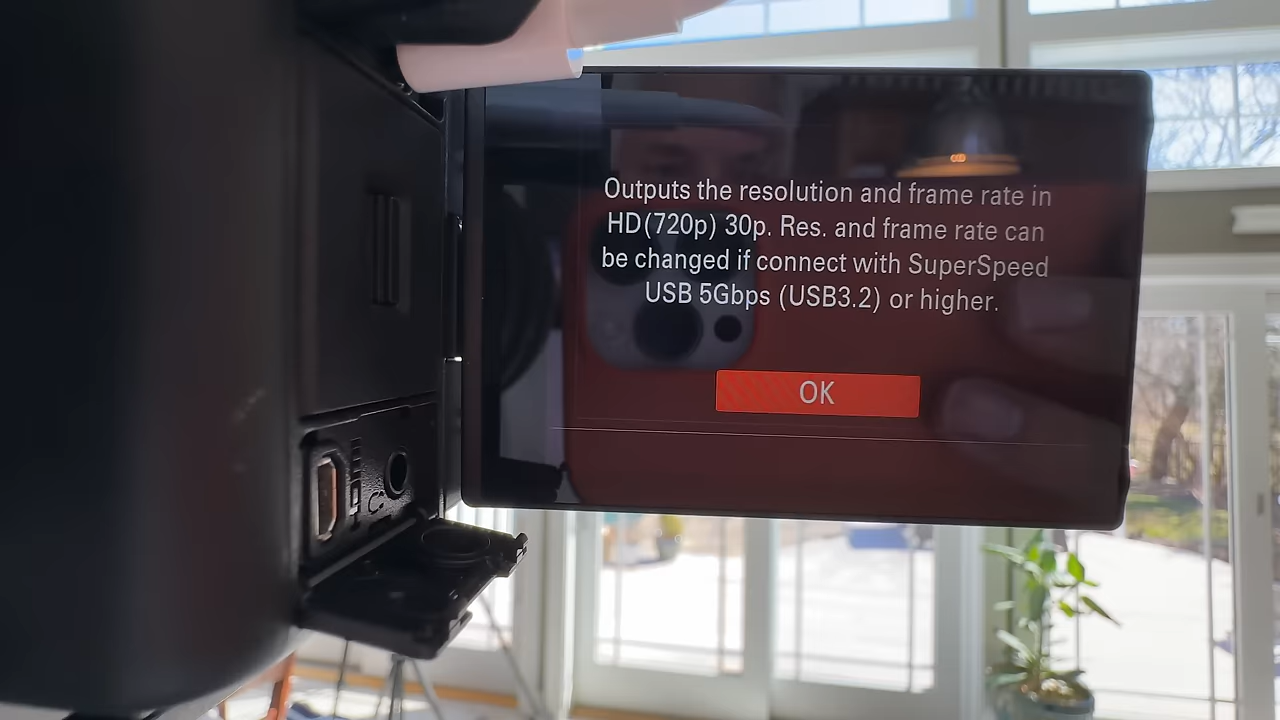 Outputs the resolution and frame rate in
HD(720p) 30p. Res. and frame rate can
be changed if connect with SuperSpeed
USB 5Gbps (USB3.2) or higher.
OK